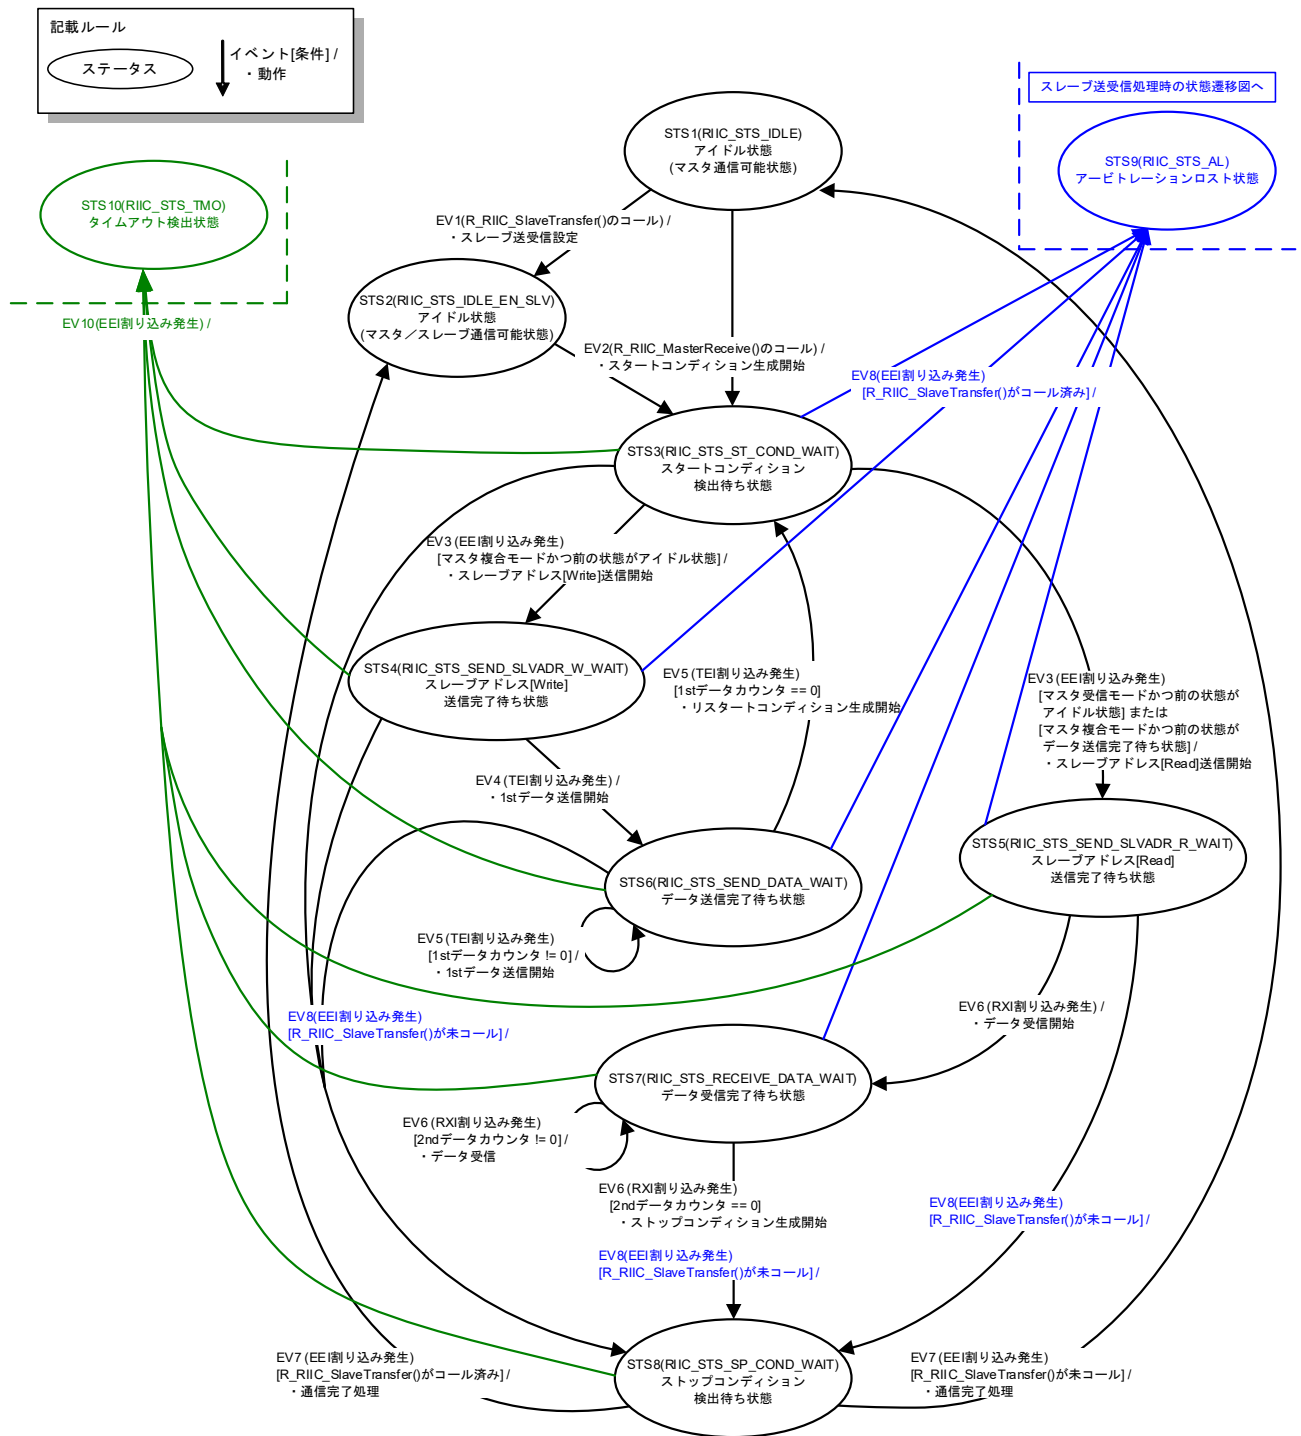 記載ルール
ステータス
イベント[条件] /
・動作
スレーブ送受信処理時の状態遷移図へ
STS1(RIIC_STS_IDLE)
アイドル状態
(マスタ通信可能状態)
STS9(RIIC_STS_AL)
アービトレーションロスト状態
STS10(RIIC_STS_TMO)
タイムアウト検出状態
EV1(R_RIIC_SlaveTransfer()のコール) /
・スレーブ送受信設定
STS2(RIIC_STS_IDLE_EN_SLV)
アイドル状態
(マスタ／スレーブ通信可能状態)
EV10(EEI割り込み発生) /
EV2(R_RIIC_MasterReceive()のコール) /
・スタートコンディション生成開始
EV8(EEI割り込み発生)
[R_RIIC_SlaveTransfer()がコール済み] /
STS3(RIIC_STS_ST_COND_WAIT)
スタートコンディション
検出待ち状態
EV3 (EEI割り込み発生)
[マスタ複合モードかつ前の状態がアイドル状態] /
・スレーブアドレス[Write]送信開始
STS4(RIIC_STS_SEND_SLVADR_W_WAIT)
スレーブアドレス[Write]
送信完了待ち状態
EV5 (TEI割り込み発生)
[1stデータカウンタ == 0]
・リスタートコンディション生成開始
EV3 (EEI割り込み発生)
[マスタ受信モードかつ前の状態が
アイドル状態] または
[マスタ複合モードかつ前の状態が
データ送信完了待ち状態] /
・スレーブアドレス[Read]送信開始
EV4 (TEI割り込み発生) /
・1stデータ送信開始
STS5(RIIC_STS_SEND_SLVADR_R_WAIT)
スレーブアドレス[Read]
送信完了待ち状態
STS6(RIIC_STS_SEND_DATA_WAIT)
データ送信完了待ち状態
EV5 (TEI割り込み発生)
[1stデータカウンタ != 0] /
・1stデータ送信開始
EV8(EEI割り込み発生)
[R_RIIC_SlaveTransfer()が未コール] /
EV6 (RXI割り込み発生) /
・データ受信開始
STS7(RIIC_STS_RECEIVE_DATA_WAIT)
データ受信完了待ち状態
EV6 (RXI割り込み発生)
[2ndデータカウンタ != 0] /
・データ受信
EV6 (RXI割り込み発生)
[2ndデータカウンタ == 0]
・ストップコンディション生成開始
EV8(EEI割り込み発生)
[R_RIIC_SlaveTransfer()が未コール] /
EV8(EEI割り込み発生)
[R_RIIC_SlaveTransfer()が未コール] /
EV7 (EEI割り込み発生)
[R_RIIC_SlaveTransfer()がコール済み] /
・通信完了処理
STS8(RIIC_STS_SP_COND_WAIT)
ストップコンディション
検出待ち状態
EV7 (EEI割り込み発生)
[R_RIIC_SlaveTransfer()が未コール] /
・通信完了処理